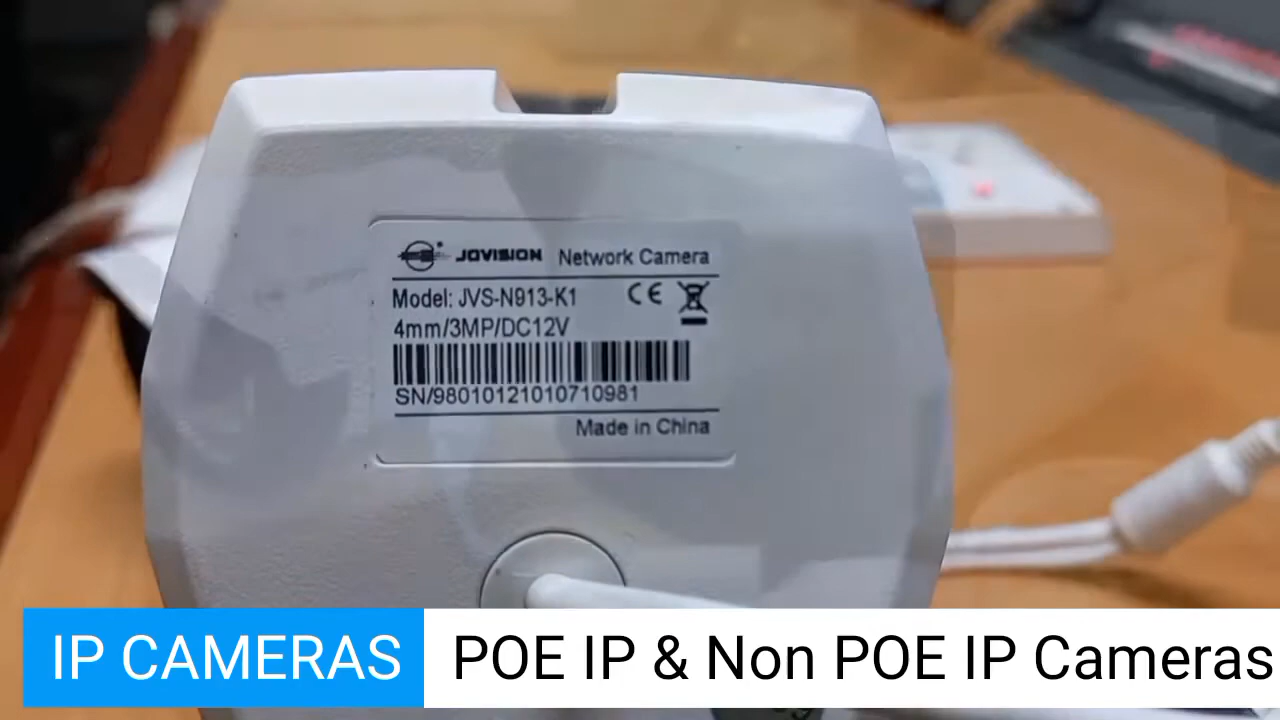 JOVISION Network Camera
Model: JVS-N913-K1
4mm/3MP/DC12V
SN/98010121010710981
Made in China
IP CAMERAS POE IP & Non POE IP Cameras